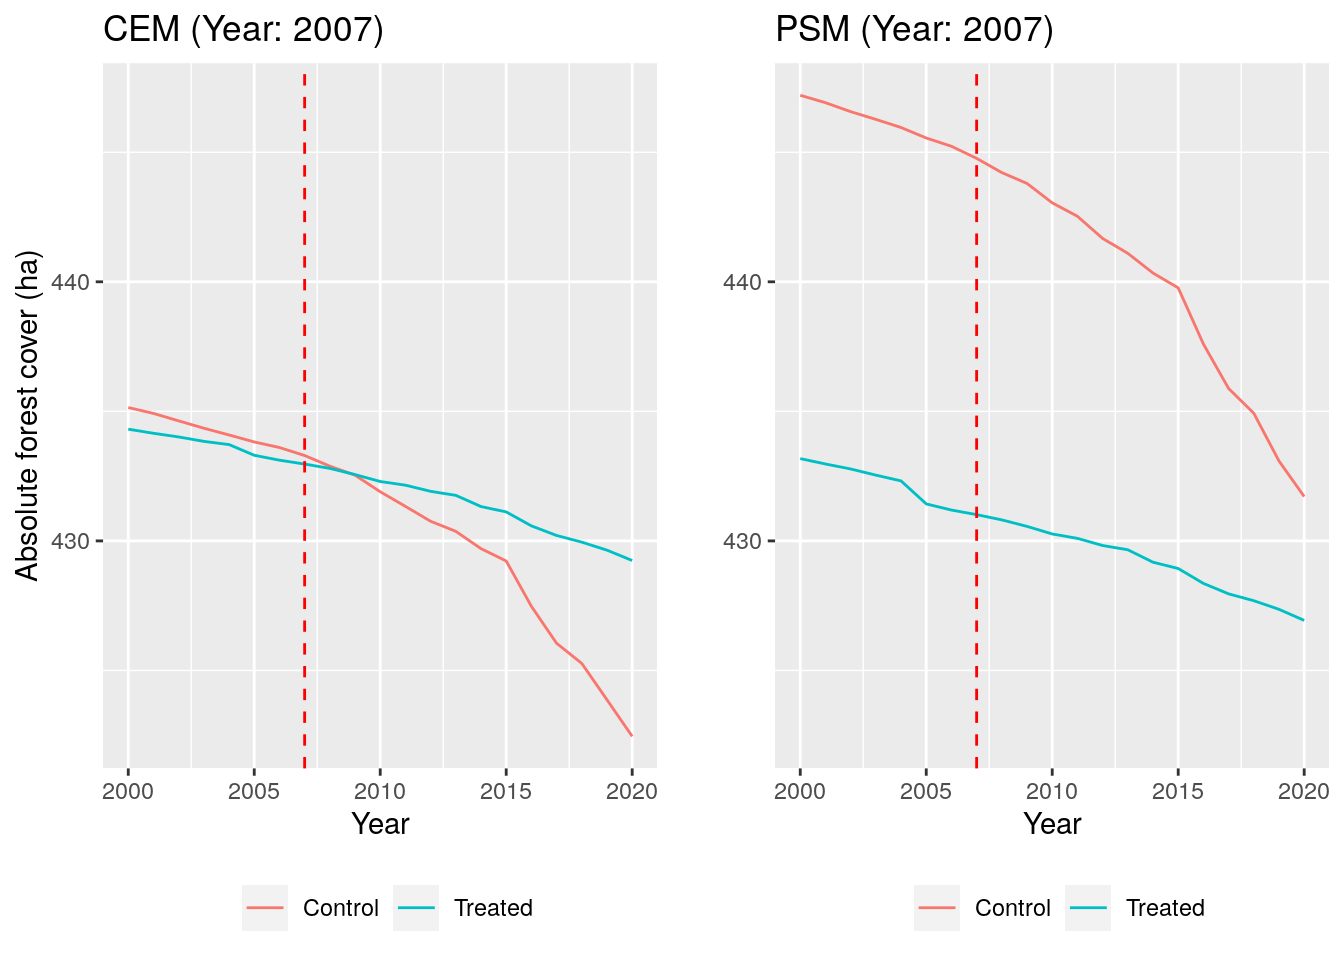 CEM (Year: 2007)
Absolute forest cover (ha)
440
430
2000 2005 2010 2015 2020
Year
Control Treated
PSM (Year: 2007)
440
430
2000 2005 2010 2015 2020
Year
Control Treated